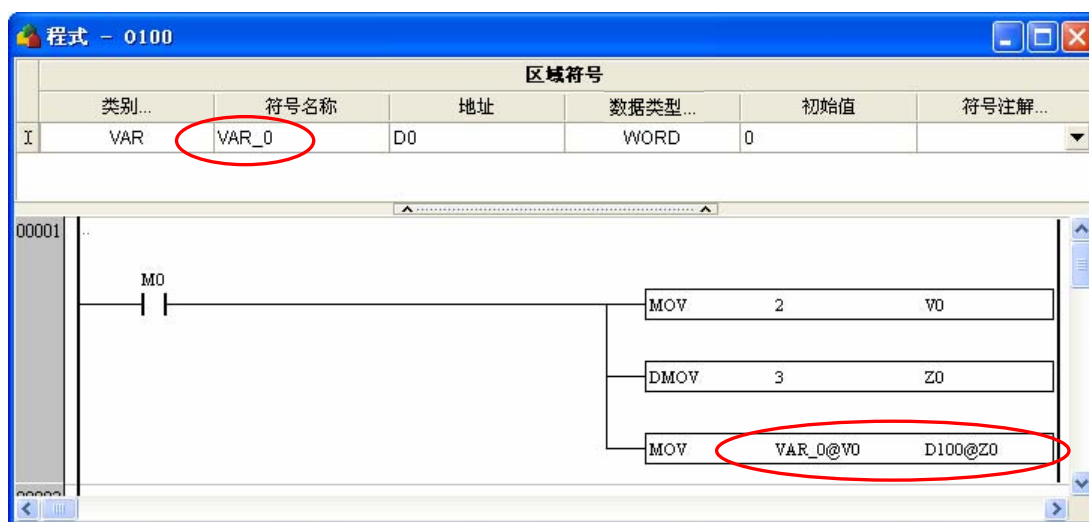 程式 - 0100
区域符号
类别... 符号名称 地址 数据类型... 初始值 符号注解...
I VAR VAR_0 D0 WORD 0
00001 ..
M0
MOV 2 V0
DMOV 3 Z0
MOV VAR_0@V0 D100@Z0